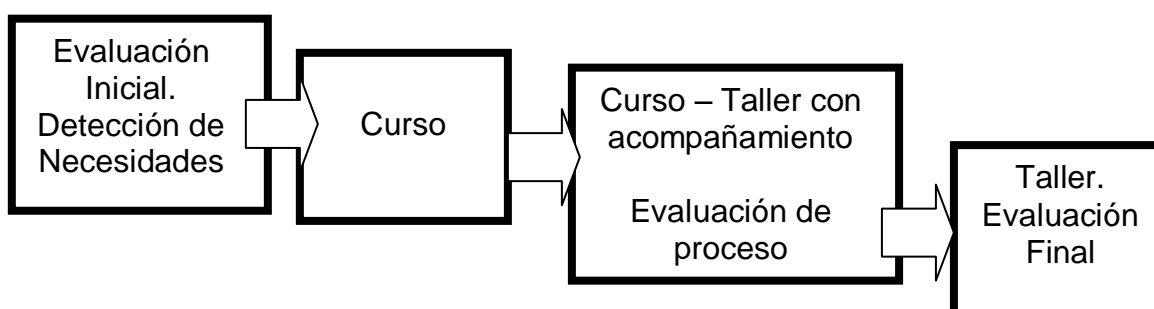 Evaluación
Inicial.
Detección de
Necesidades
Curso
Curso – Taller con
acompañamiento
Evaluación de
proceso
Taller.
Evaluación
Final